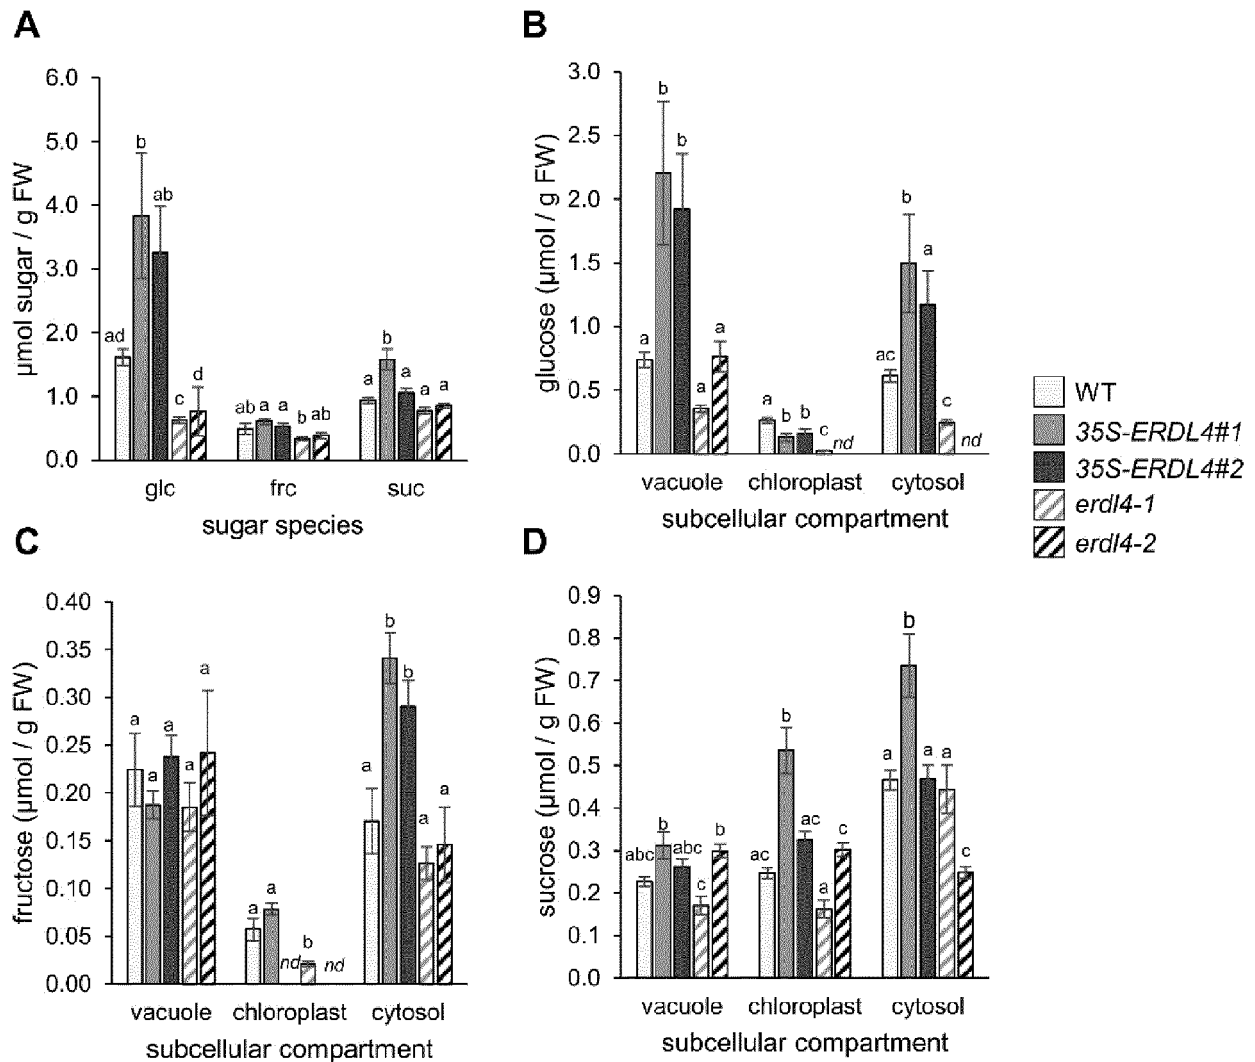 A
6.0
5.0
4.0
3.0
2.0
1.0
0.0
µmol sugar / g FW
ad
b
ab
c
d
ab
a
a
b
ab
a
b
a
a
a
glc
frc
suc
sugar species
B
3.0
2.5
2.0
1.5
1.0
0.5
0.0
glucose (µmol / g FW)
a
b
b
a
a
a
b
b
c
nd
ac
b
a
c
nd
vacuole
chloroplast
cytosol
subcellular compartment
WT
35S-ERDL4#1
35S-ERDL4#2
erdl4-1
erdl4-2
C
0.40
0.35
0.30
0.25
0.20
0.15
0.10
0.05
0.00
fructose (µmol / g FW)
a
a
a
a
a
a
a
nd
b
nd
a
b
b
a
a
vacuole
chloroplast
cytosol
subcellular compartment
D
0.9
0.8
0.7
0.6
0.5
0.4
0.3
0.2
0.1
0.0
sucrose (µmol / g FW)
abc
b
abc
c
b
ac
b
ac
a
c
a
b
a
a
c
vacuole
chloroplast
cytosol
subcellular compartment